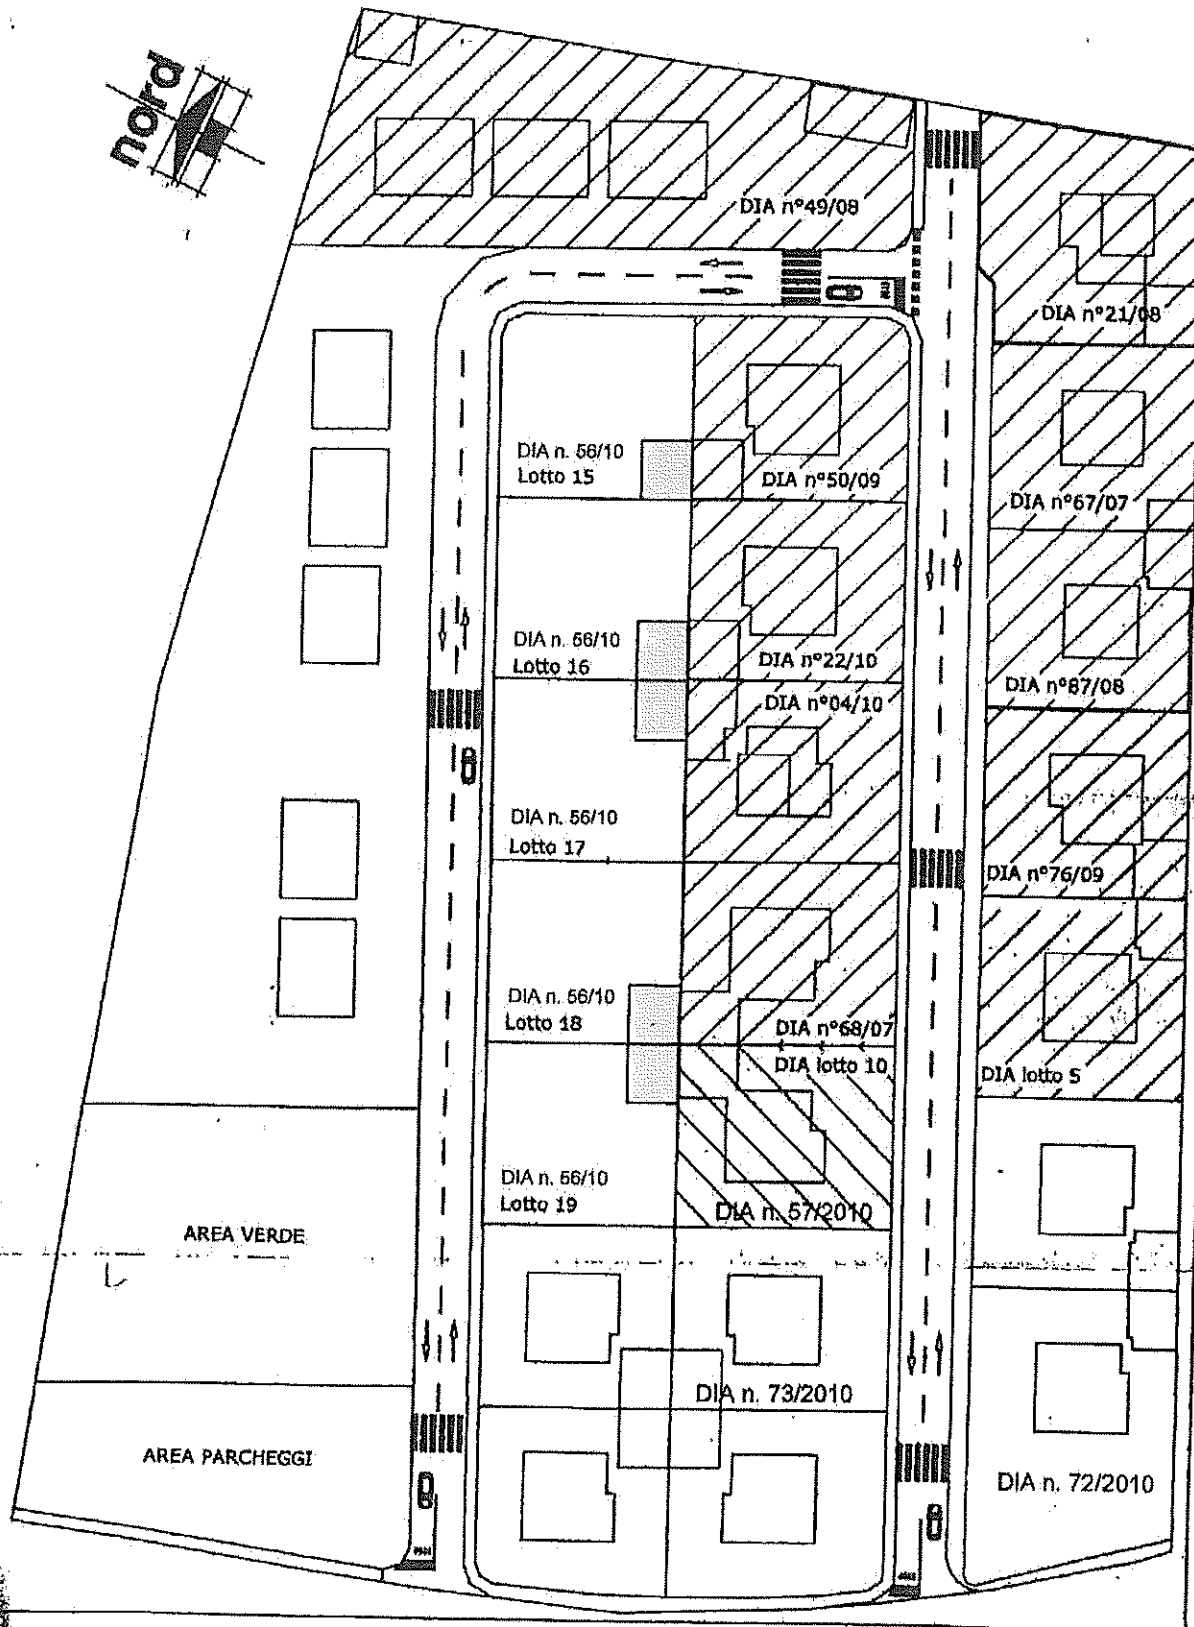 nord
DIA n°49/08
DIA n°21/08
DIA n. 56/10
Lotto 15
DIA n°50/09
DIA n°67/07
DIA n. 56/10
Lotto 16
DIA n°22/10
DIA n°87/08
DIA n°04/10
DIA n. 56/10
Lotto 17
DIA n°76/09
DIA n. 56/10
Lotto 18
DIA n°68/07
DIA lotto 10
DIA lotto 5
DIA n. 56/10
Lotto 19
DIA n. 57/2010
AREA VERDE
DIA n. 73/2010
AREA PARCHEGGI
DIA n. 72/2010